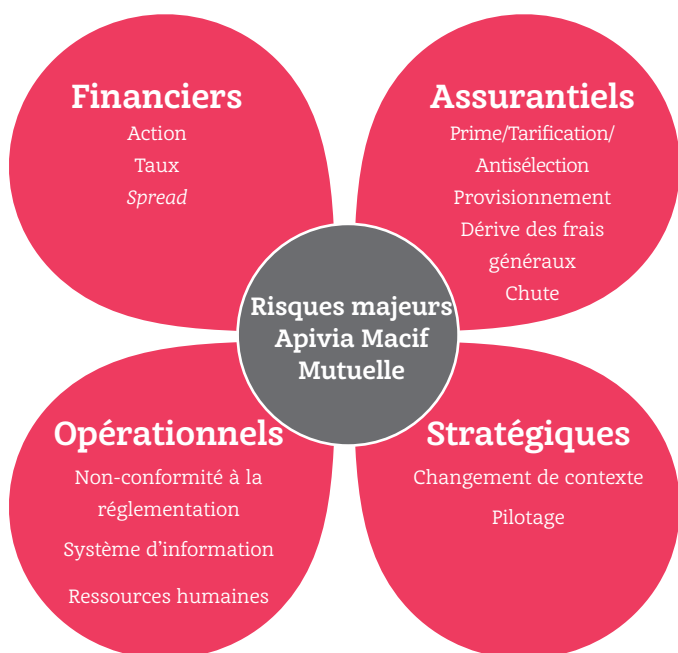 Financiers
Action
Taux
Spread
Assurantiels
Prime/Tarification/
Antisélection
Provisionnement
Dérive des frais
généraux
Chute
Risques majeurs
Apivia Macif
Mutuelle
Opérationnels
Non-conformité à la
réglementation
Système d’information
Ressources humaines
Stratégiques
Changement de contexte
Pilotage